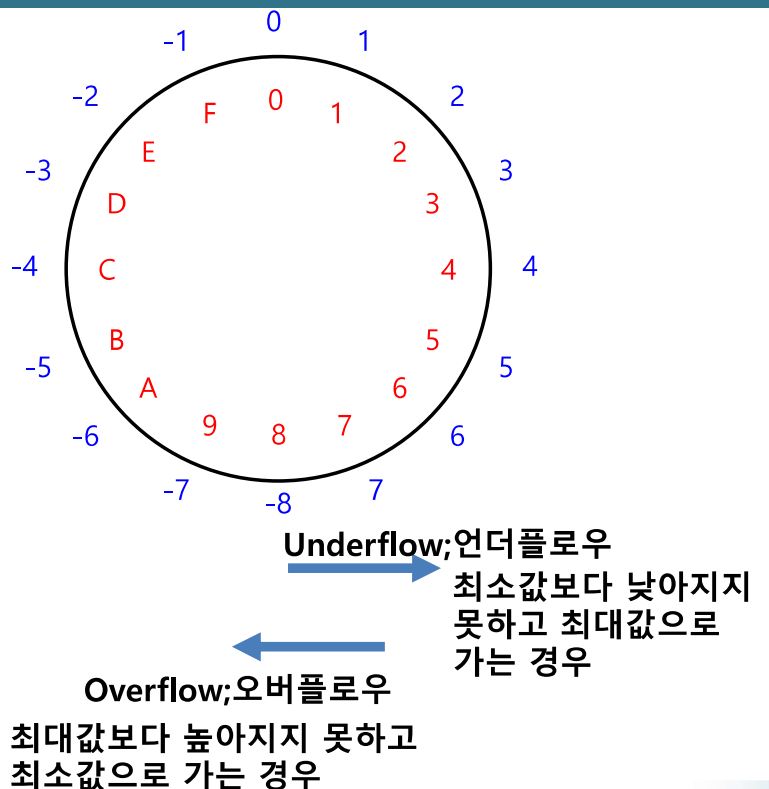 0
-1 1
-2 2
F 0 1
E 2
-3 3
D 3
-4 C 4 4
B 5
-5 5
A 6
9 8 7
-6 6
-7 7
-8
Underflow;언더플로우
최소값보다 낮아지지
못하고 최대값으로
가는 경우
Overflow;오버플로우
최대값보다 높아지지 못하고
최소값으로 가는 경우